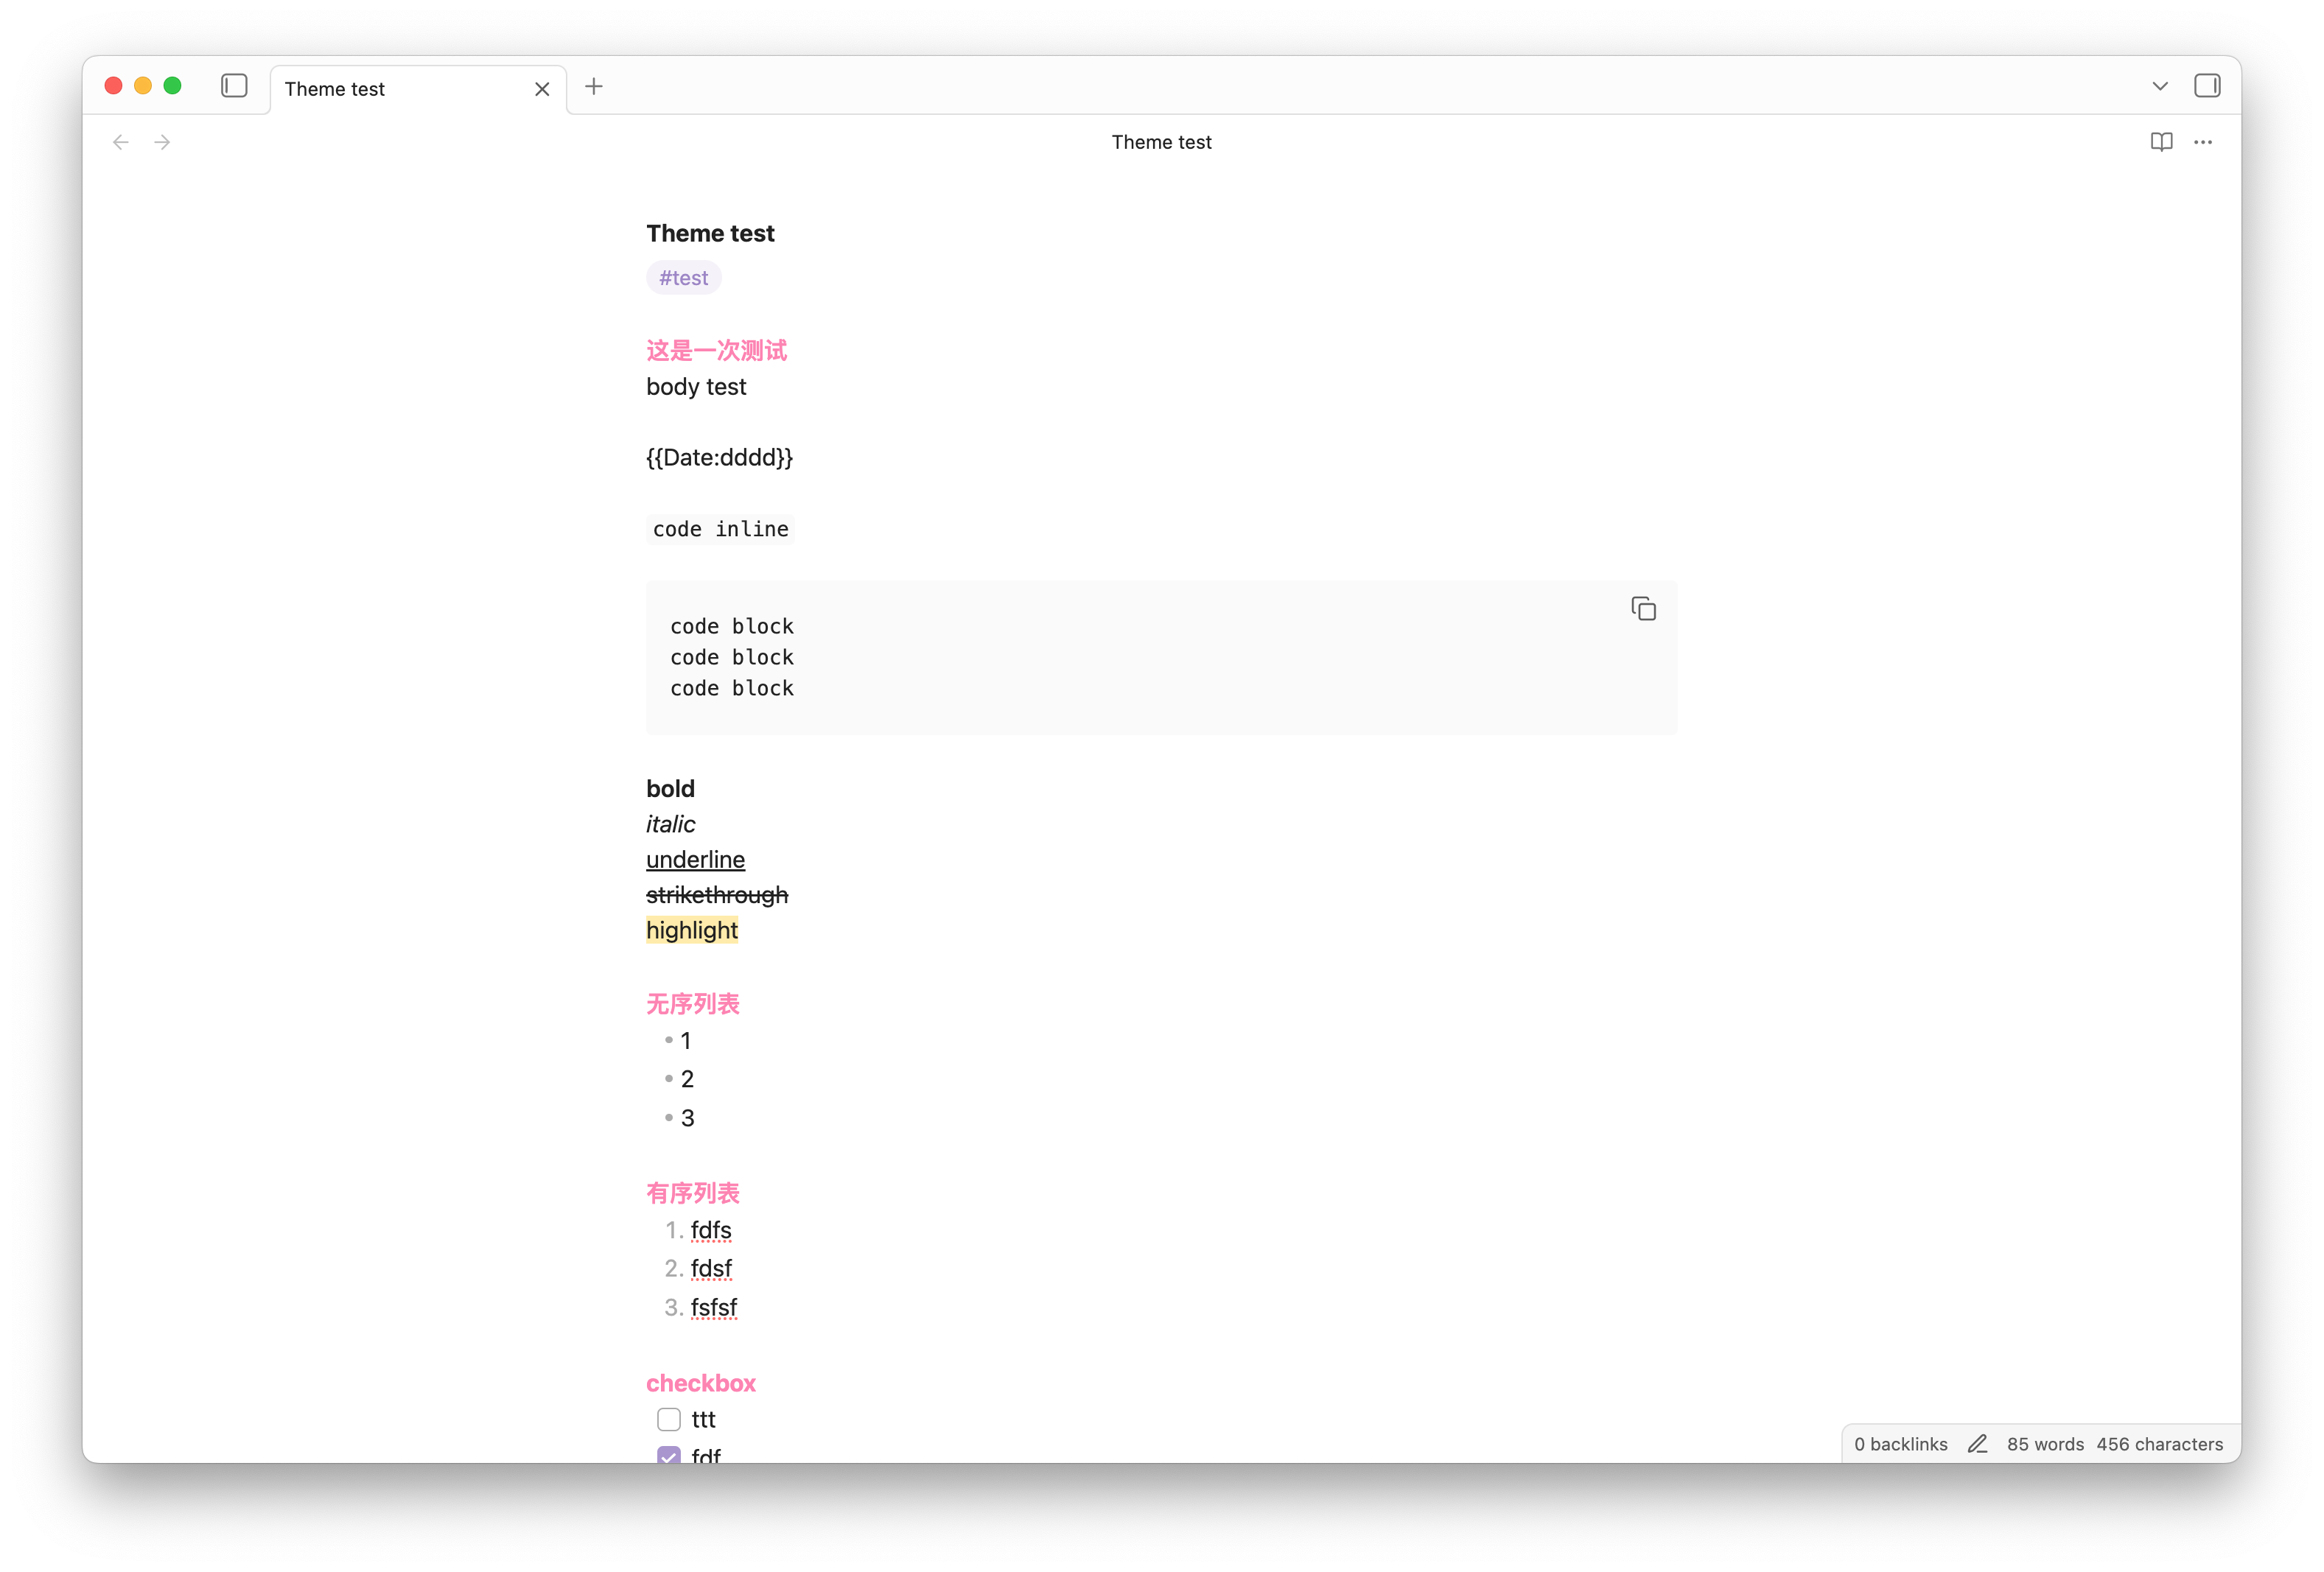 Theme test
Theme test
Theme test
#test
这是一次测试
body test
{{Date:dddd}}
code inline
code block
code block
code block
bold
italic
underline
strikethrough
highlight
无序列表
• 1
• 2
• 3
有序列表
1. fdfs
2. fdsf
3. fsfsf
checkbox
ttt
fdf
0 backlinks 85 words 456 characters